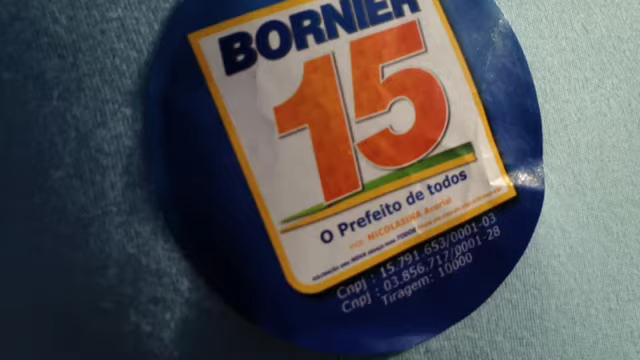 BORNIER
15
O Prefeito de todos
NICOLASINA
TODOS
Cnpj : 15.791.653/0001-03
Cnpj : 03.856.717/0001-28
Tiragem: 10000